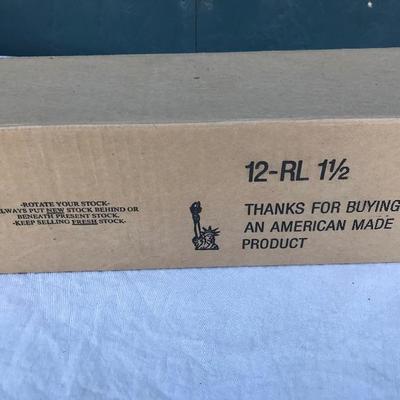 -ROTATE YOUR STOCK-
ALWAYS PUT NEW STOCK BEHIND OR
BENEATH PRESENT STOCK.
-KEEP SELLING FRESH STOCK-
12-RL 1½
THANKS FOR BUYING
AN AMERICAN MADE
PRODUCT